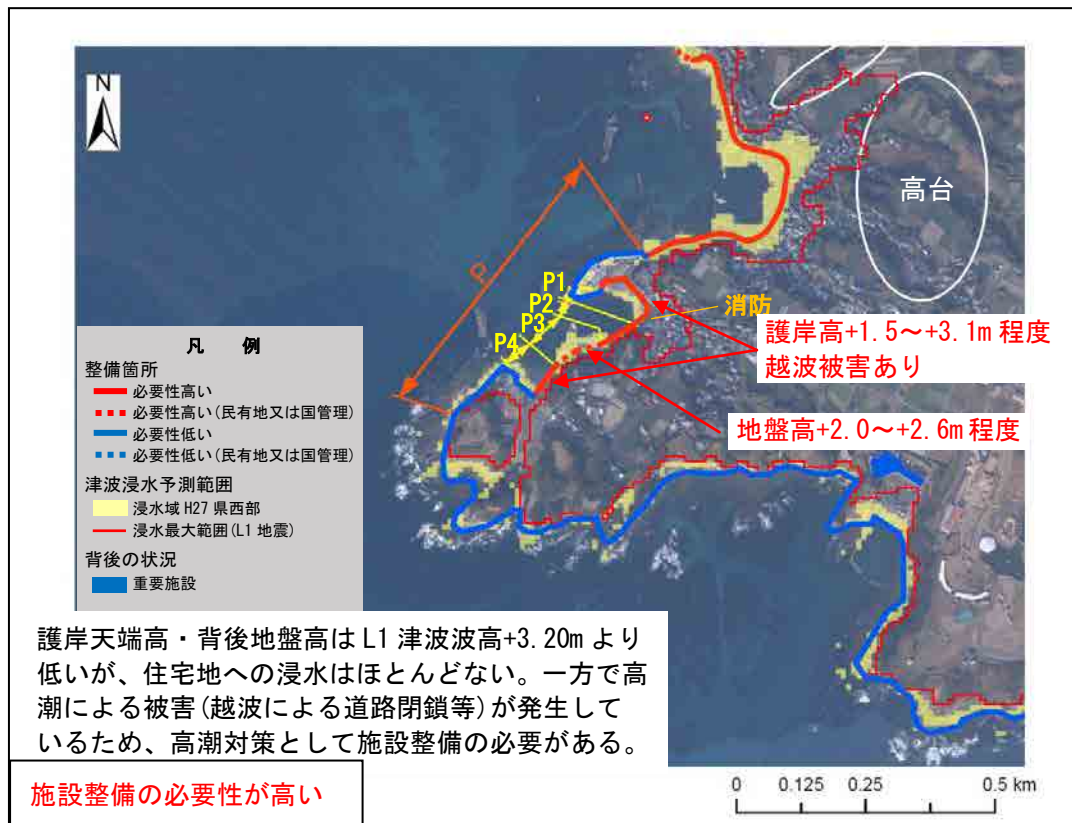 N
高台
P
P1
P2
P3
P4
消防
護岸高+1.5～+3.1m 程度
越波被害あり
地盤高+2.0～+2.6m 程度
凡　例
整備箇所
必要性高い
必要性高い(民有地又は国管理)
必要性低い
必要性低い(民有地又は国管理)
津波浸水予測範囲
浸水域 H27 県西部
浸水最大範囲(L1 地震)
背後の状況
重要施設
護岸天端高・背後地盤高は L1 津波波高+3.20m より
低いが、住宅地への浸水はほとんどない。一方で高
潮による被害(越波による道路閉鎖等)が発生して
いるため、高潮対策として施設整備の必要がある。
施設整備の必要性が高い
0 0.125 0.25 0.5 km